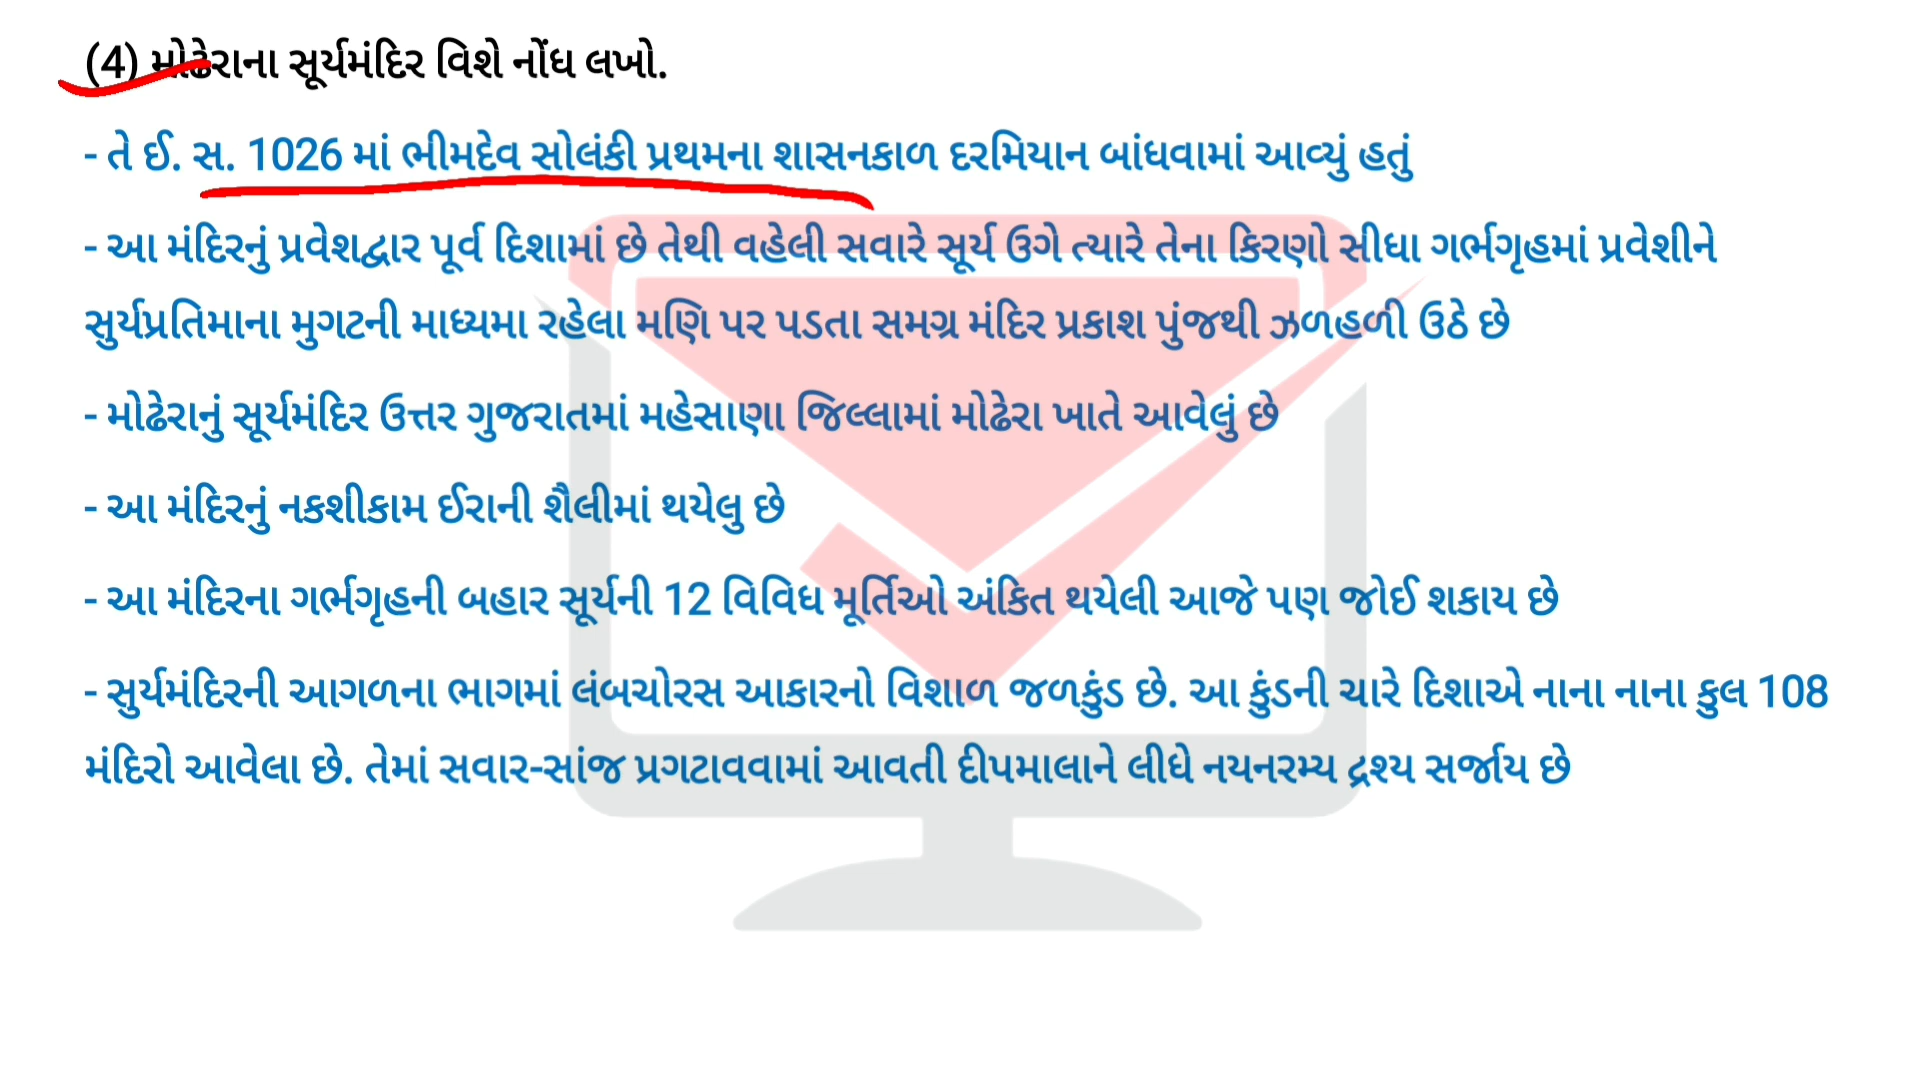 (4) મોઢેરાના સૂર્યમંદિર વિશે નોંધ લખો.
- તે ઈ. સ. 1026 માં ભીમદેવ સોલંકી પ્રથમના શાસનકાળ દરમિયાન બાંધવામાં આવ્યું હતું
- આ મંદિરનું પ્રવેશદ્વાર પૂર્વ દિશામાં છે તેથી વહેલી સવારે સૂર્ય ઉગે ત્યારે તેના કિરણો સીધા ગર્ભગૃહમાં પ્રવેશીને
સુર્યપ્રતિમાના મુગટની માધ્યમા રહેલા મણિ પર પડતા સમગ્ર મંદિર પ્રકાશ પુંજથી ઝળહળી ઉઠે છે
- મોઢેરાનું સૂર્યમંદિર ઉત્તર ગુજરાતમાં મહેસાણા જિલ્લામાં મોઢેરા ખાતે આવેલું છે
- આ મંદિરનું નકશીકામ ઈરાની શૈલીમાં થયેલુ છે
- આ મંદિરના ગર્ભગૃહની બહાર સૂર્યની 12 વિવિધ મૂર્તિઓ અંકિત થયેલી આજે પણ જોઈ શકાય છે
- સુર્યમંદિરની આગળના ભાગમાં લંબચોરસ આકારનો વિશાળ જળકુંડ છે. આ કુંડની ચારે દિશાએ નાના નાના કુલ 108
મંદિરો આવેલા છે. તેમાં સવાર-સાંજ પ્રગટાવવામાં આવતી દીપમાલાને લીધે નયનરમ્ય દ્રશ્ય સર્જાય છે